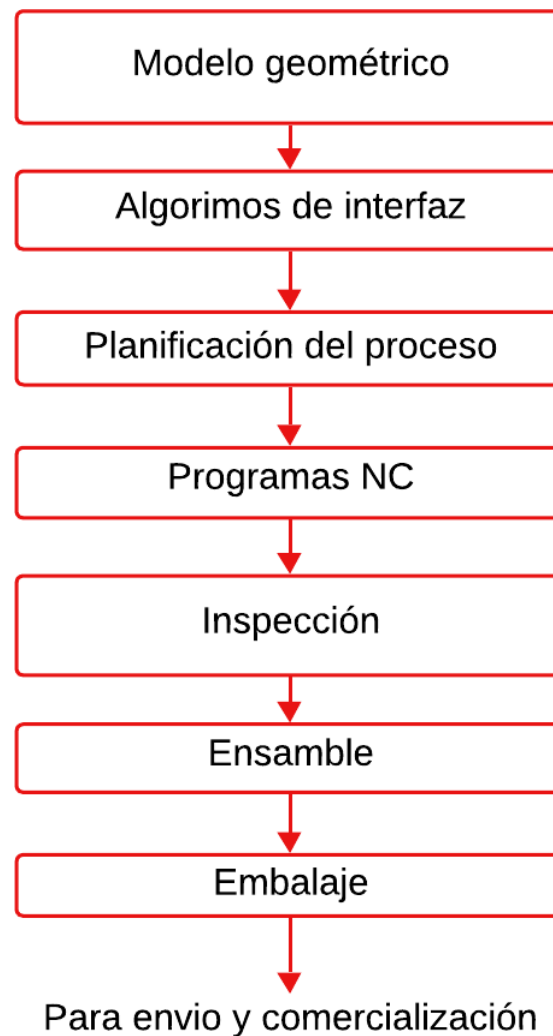 Modelo geométrico
Algorimos de interfaz
Planificación del proceso
Programas NC
Inspección
Ensamble
Embalaje
Para envio y comercialización